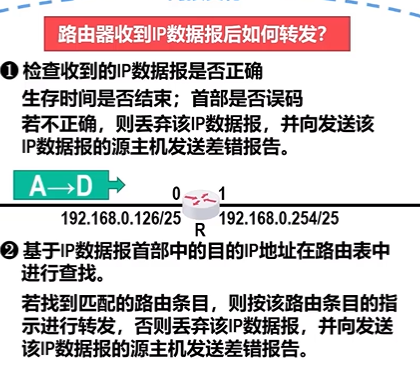 路由器收到IP数据报后如何转发?
❶ 检查收到的IP数据报是否正确
生存时间是否结束；首部是否误码
若不正确，则丢弃该IP数据报，并向发送该
IP数据报的源主机发送差错报告。
A→D
0 1
192.168.0.126/25 192.168.0.254/25
R
❷ 基于IP数据报首部中的目的IP地址在路由表中
进行查找。
若找到匹配的路由条目，则按该路由条目的指
示进行转发，否则丢弃该IP数据报，并向发送
该IP数据报的源主机发送差错报告。